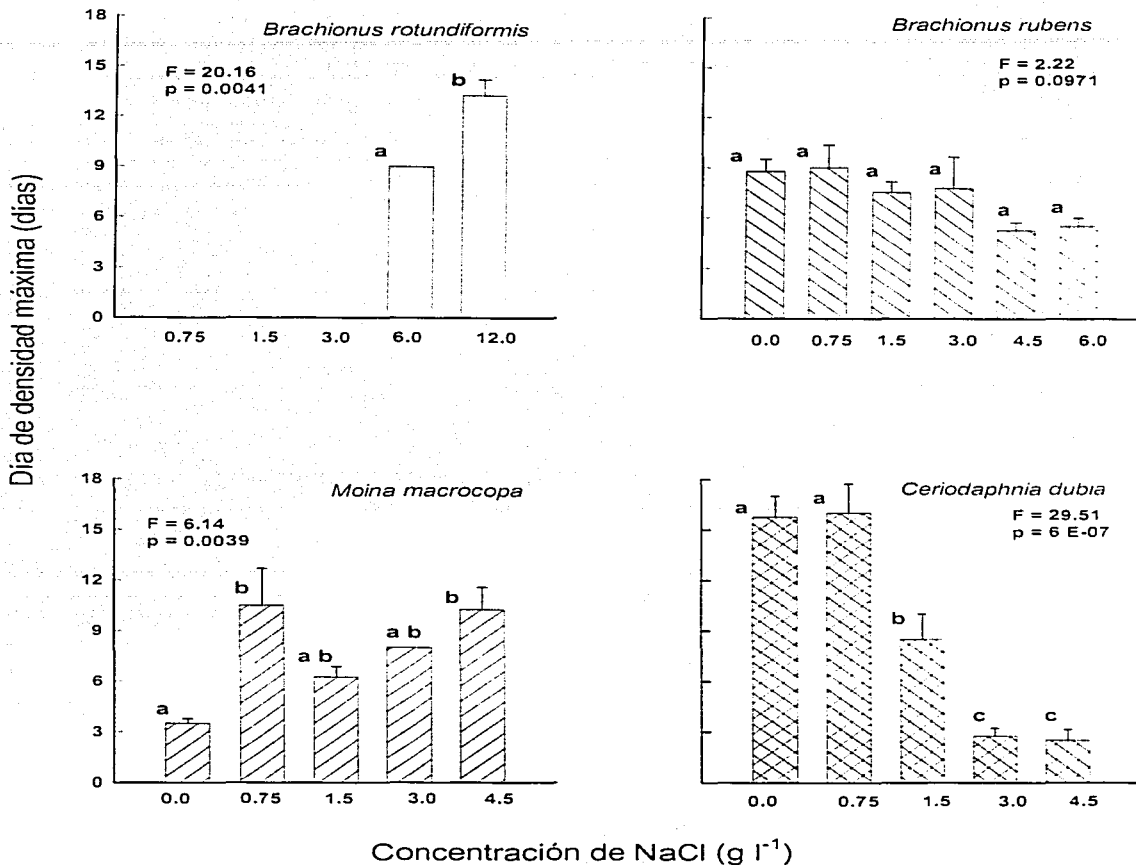 Día de densidad máxima (días)
Brachionus rotundiformis
F = 20.16
p = 0.0041
a
b
18
15
12
9
6
3
0
0.75 1.5 3.0 6.0 12.0
Brachionus rubens
F = 2.22
p = 0.0971
a a a a a a
0.0 0.75 1.5 3.0 4.5 6.0
Moina macrocopa
F = 6.14
p = 0.0039
a b a b a b b
18
15
12
9
6
3
0
0.0 0.75 1.5 3.0 4.5
Ceriodaphnia dubia
F = 29.51
p = 6 E-07
a a b c c
0.0 0.75 1.5 3.0 4.5
Concentración de NaCl (g l⁻¹)